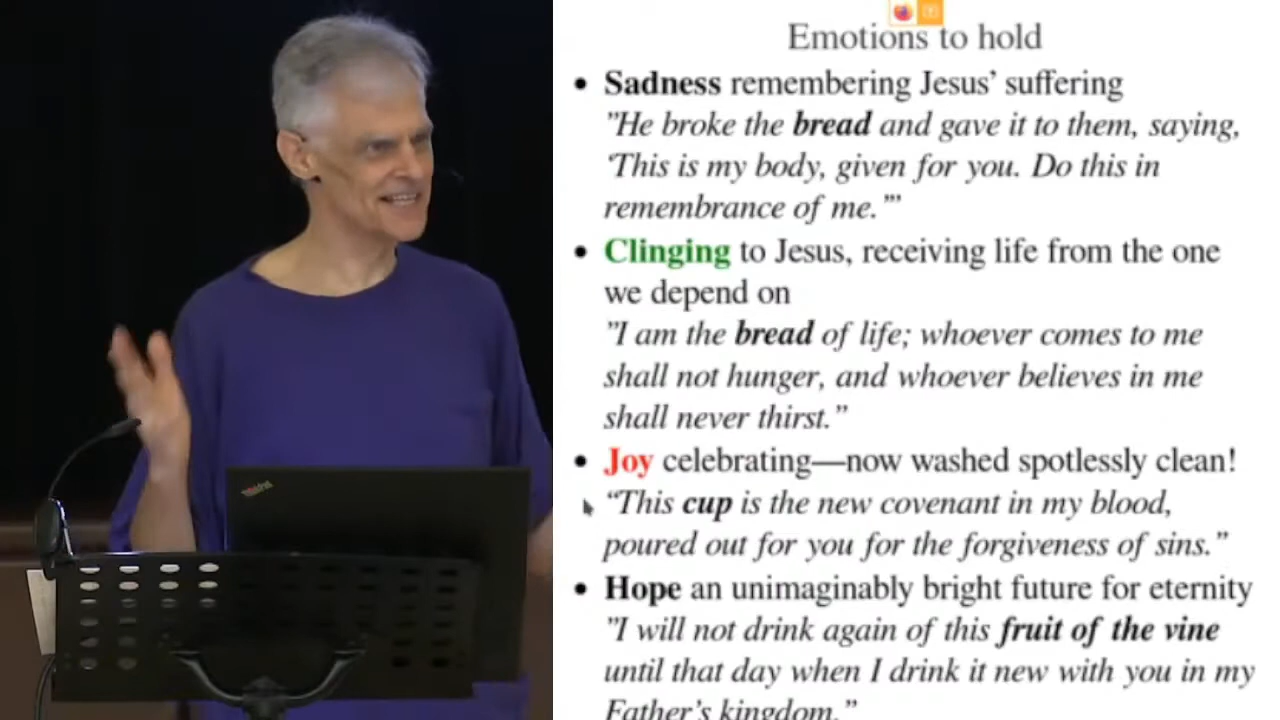 Emotions to hold
• Sadness remembering Jesus’ suffering
”He broke the bread and gave it to them, saying,
‘This is my body, given for you. Do this in
remembrance of me.’”
• Clinging to Jesus, receiving life from the one
we depend on
”I am the bread of life; whoever comes to me
shall not hunger, and whoever believes in me
shall never thirst.”
• Joy celebrating—now washed spotlessly clean!
“This cup is the new covenant in my blood,
poured out for you for the forgiveness of sins.”
• Hope an unimaginably bright future for eternity
”I will not drink again of this fruit of the vine
until that day when I drink it new with you in my
Father’s kingdom.”
ThinkPad